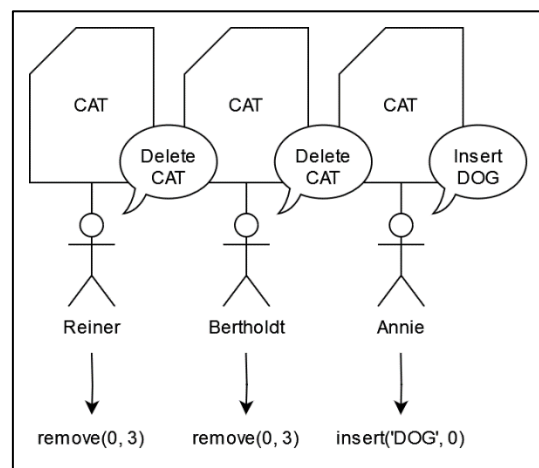 CAT
CAT
CAT
Delete
CAT
Delete
CAT
Insert
DOG
Reiner
Bertholdt
Annie
remove(0, 3)
remove(0, 3)
insert('DOG', 0)